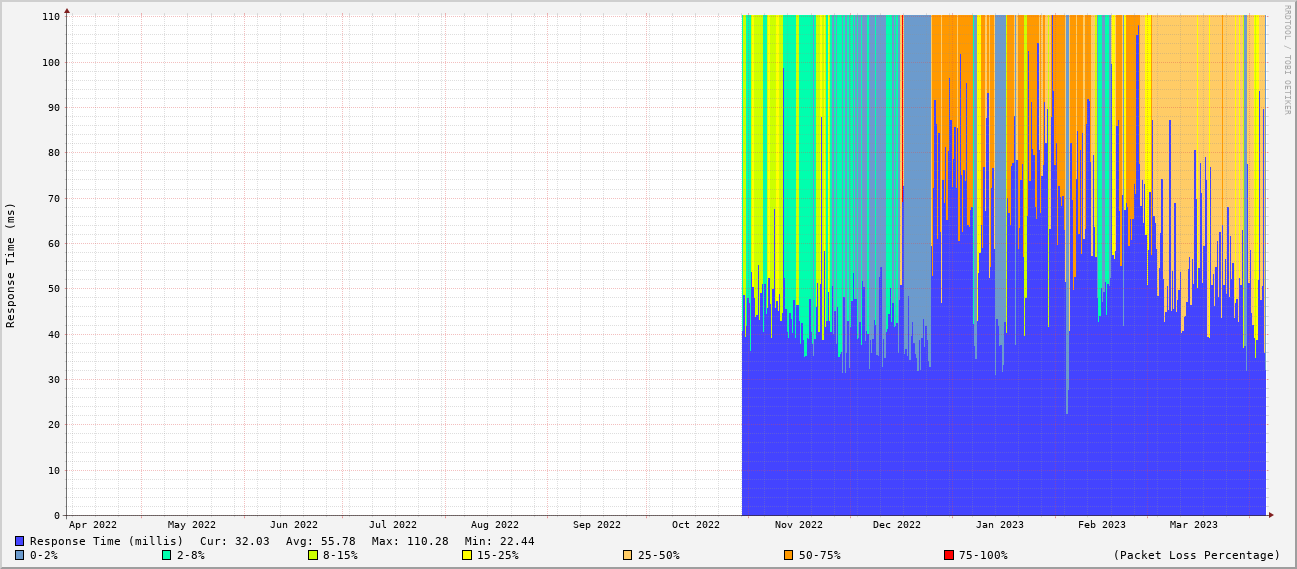 RRDTOOL / TOBI OETIKER
Response Time (ms)
110
100
90
80
70
60
50
40
30
20
10
0
Apr 2022 May 2022 Jun 2022 Jul 2022 Aug 2022 Sep 2022 Oct 2022 Nov 2022 Dec 2022 Jan 2023 Feb 2023 Mar 2023
Response Time (millis) Cur: 32.03 Avg: 55.78 Max: 110.28 Min: 22.44
0-2% 2-8% 8-15% 15-25% 25-50% 50-75% 75-100% (Packet Loss Percentage)